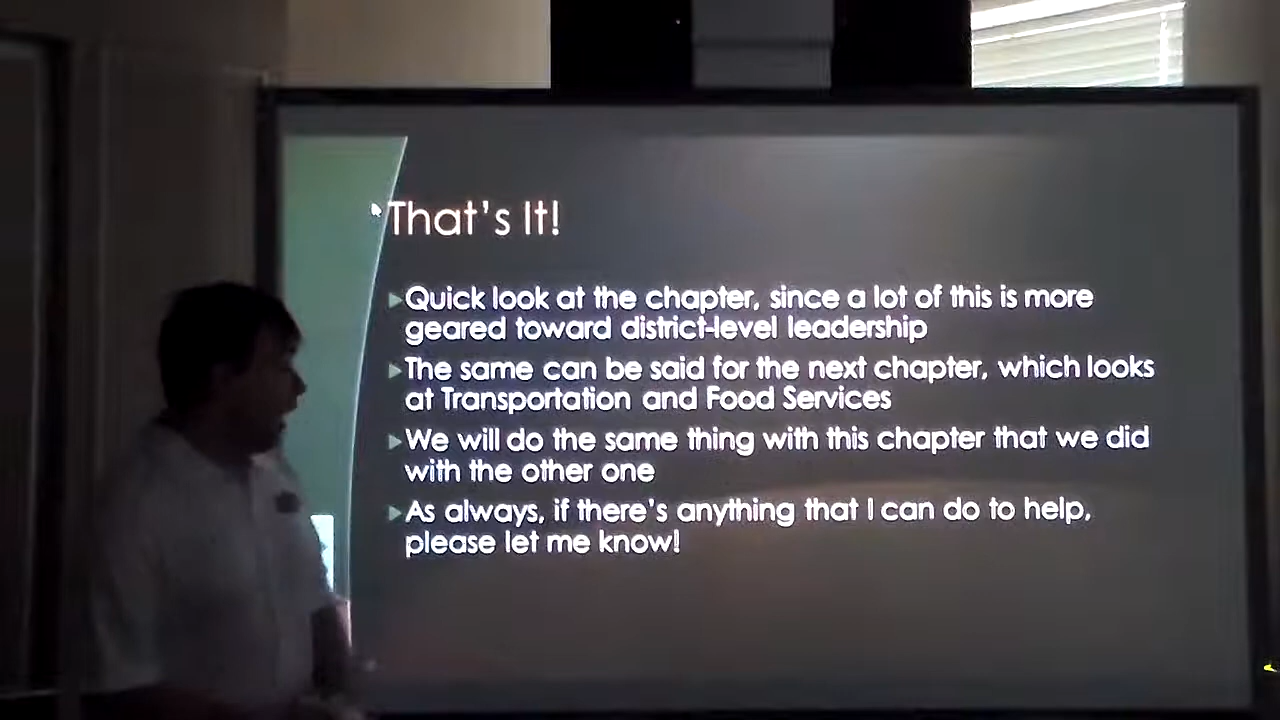 That's It!
Quick look at the chapter, since a lot of this is more
geared toward district-level leadership
The same can be said for the next chapter, which looks
at Transportation and Food Services
We will do the same thing with this chapter that we did
with the other one
As always, if there's anything that I can do to help,
please let me know!